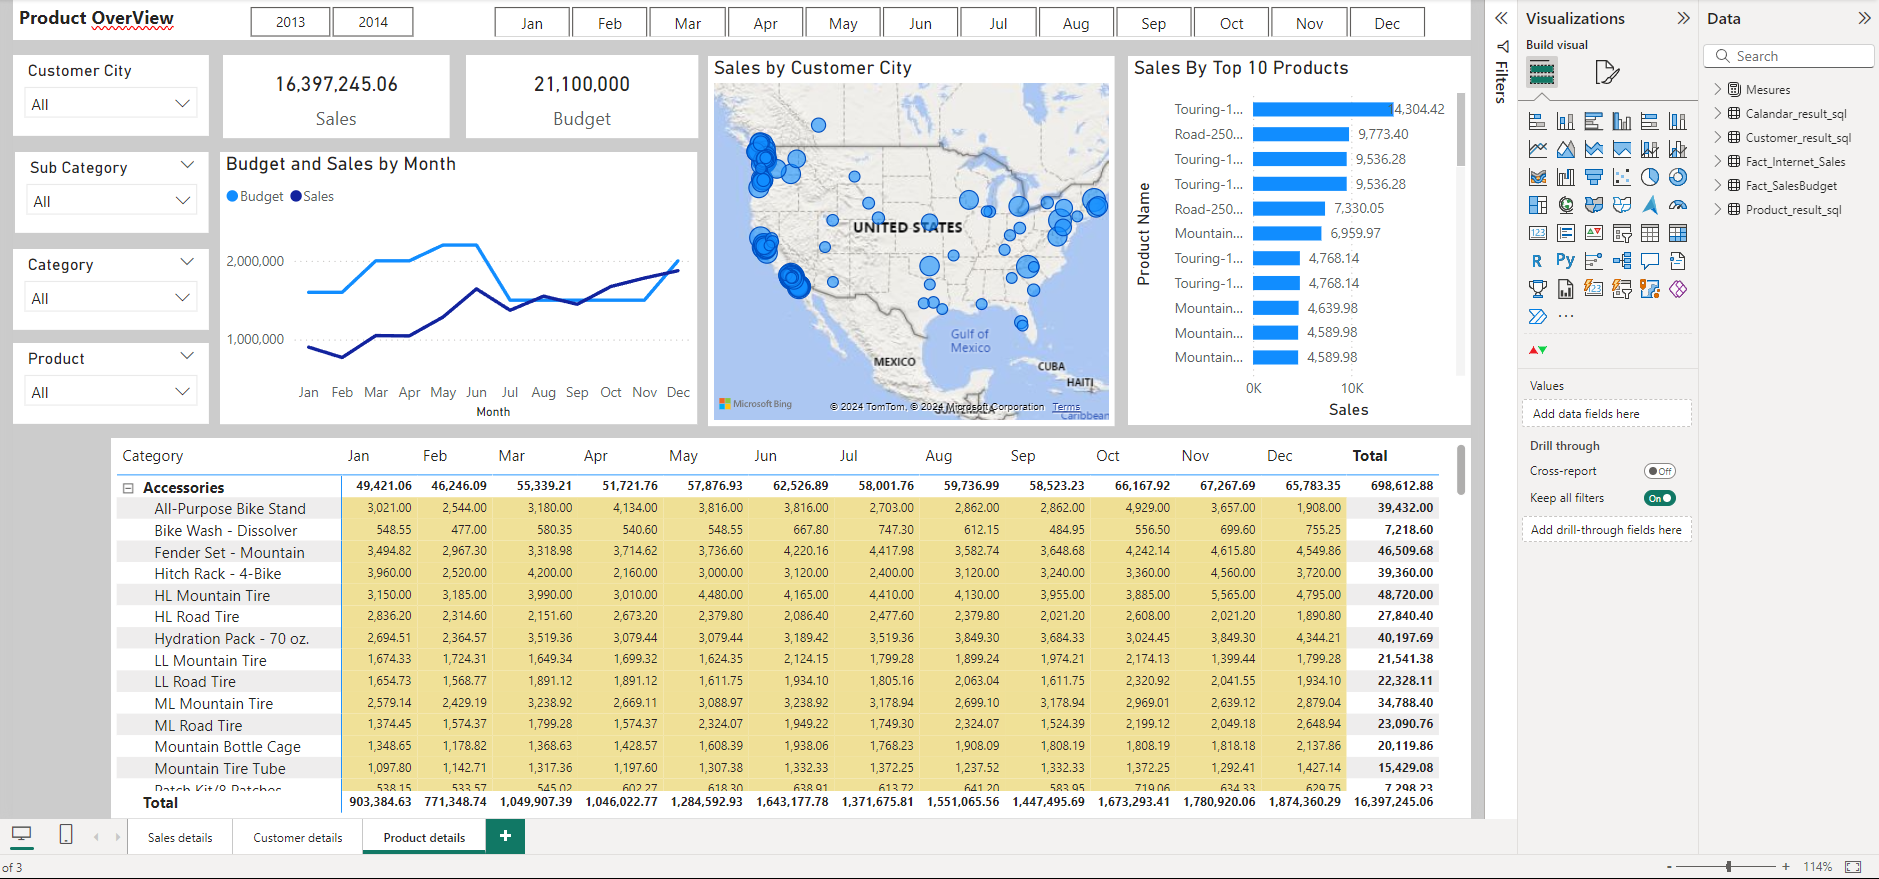 Product OverView
2013 2014 Jan Feb Mar Apr May Jun Jul Aug Sep Oct Nov Dec
Customer City
All
Sub Category
All
Category
All
Product
All
16,397,245.06
Sales
21,100,000
Budget
Budget and Sales by Month
Budget Sales
2,000,000
1,000,000
Jan Feb Mar Apr May Jun Jul Aug Sep Oct Nov Dec
Month
Sales by Customer City
UNITED STATES
Gulf of
Mexico
MEXICO
CUBA
HAITI
GUATEMALA
Caribbean
Microsoft Bing
© 2024 TomTom, © 2024 Microsoft Corporation Terms
Sales By Top 10 Products
Product Name
Touring-1... 14,304.42
Road-250... 9,773.40
Touring-1... 9,536.28
Touring-1... 9,536.28
Road-250... 7,330.05
Mountain... 6,959.97
Touring-1... 4,768.14
Touring-1... 4,768.14
Mountain... 4,639.98
Mountain... 4,589.98
Mountain... 4,589.98
0K 10K
Sales
Category Jan Feb Mar Apr May Jun Jul Aug Sep Oct Nov Dec Total
Accessories 49,421.06 46,246.09 55,339.21 51,721.76 57,876.93 62,526.89 58,001.76 59,736.99 58,523.23 66,167.92 67,267.69 65,783.35 698,612.88
All-Purpose Bike Stand 3,021.00 2,544.00 3,180.00 4,134.00 3,816.00 3,816.00 2,703.00 2,862.00 2,862.00 4,929.00 3,657.00 1,908.00 39,432.00
Bike Wash - Dissolver 548.55 477.00 580.35 540.60 548.55 667.80 747.30 612.15 484.95 556.50 699.60 755.25 7,218.60
Fender Set - Mountain 3,494.82 2,967.30 3,318.98 3,714.62 3,736.60 4,220.16 4,417.98 3,582.74 3,648.68 4,242.14 4,615.80 4,549.86 46,509.68
Hitch Rack - 4-Bike 3,960.00 2,520.00 4,200.00 2,160.00 3,000.00 3,120.00 2,400.00 3,120.00 3,240.00 3,360.00 4,560.00 3,720.00 39,360.00
HL Mountain Tire 3,150.00 3,185.00 3,990.00 3,010.00 4,480.00 4,165.00 4,410.00 4,130.00 3,955.00 3,885.00 5,565.00 4,795.00 48,720.00
HL Road Tire 2,836.20 2,314.60 2,151.60 2,673.20 2,379.80 2,086.40 2,477.60 2,379.80 2,021.20 2,608.00 2,021.20 1,890.80 27,840.40
Hydration Pack - 70 oz. 2,694.51 2,364.57 3,519.36 3,079.44 3,079.44 3,189.42 3,519.36 3,849.30 3,684.33 3,024.45 3,849.30 4,344.21 40,197.69
LL Mountain Tire 1,674.33 1,724.31 1,649.34 1,699.32 1,624.35 2,124.15 1,799.28 1,899.24 1,974.21 2,174.13 1,399.44 1,799.28 21,541.38
LL Road Tire 1,654.73 1,568.77 1,891.12 1,891.12 1,611.75 1,934.10 1,805.16 2,063.04 1,611.75 2,320.92 2,041.55 1,934.10 22,328.11
ML Mountain Tire 2,579.14 2,429.19 3,238.92 2,669.11 3,088.97 3,238.92 3,178.94 2,699.10 3,178.94 2,969.01 2,639.12 2,879.04 34,788.40
ML Road Tire 1,374.45 1,574.37 1,799.28 1,574.37 2,324.07 1,949.22 1,749.30 2,324.07 1,524.39 2,199.12 2,049.18 2,648.94 23,090.76
Mountain Bottle Cage 1,348.65 1,178.82 1,368.63 1,428.57 1,608.39 1,938.06 1,768.23 1,908.09 1,808.19 1,808.19 1,818.18 2,137.86 20,119.86
Mountain Tire Tube 1,097.80 1,142.71 1,317.36 1,197.60 1,307.38 1,332.33 1,372.25 1,237.52 1,332.33 1,372.25 1,292.41 1,427.14 15,429.08
Patch Kit/8 Patches 538.15 533.57 545.02 602.27 618.30 638.91 613.72 641.20 583.95 719.06 634.33 629.75 7,298.23
Total 903,384.63 771,348.74 1,049,907.39 1,046,022.77 1,284,592.93 1,643,177.78 1,371,675.81 1,551,065.56 1,447,495.69 1,673,293.41 1,780,920.06 1,874,360.29 16,397,245.06
Sales details Customer details Product details +
of 3
114%
Filters
Visualizations
Build visual
123
R Py
123
...
Values
Add data fields here
Drill through
Cross-report Off
Keep all filters On
Add drill-through fields here
Data
Search
Mesures
Calandar_result_sql
Customer_result_sql
Fact_Internet_Sales
Fact_SalesBudget
Product_result_sql